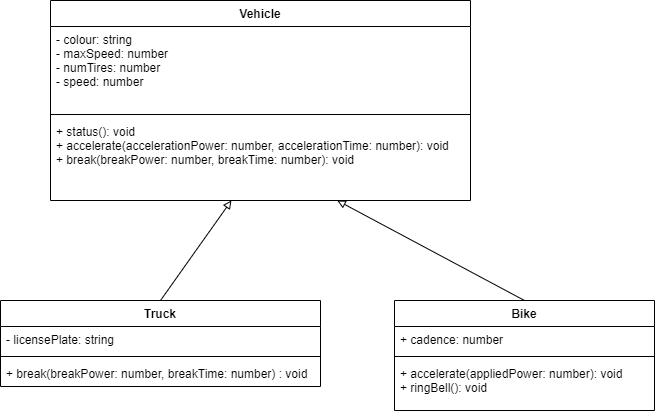 Vehicle
- colour: string
- maxSpeed: number
- numTires: number
- speed: number
+ status(): void
+ accelerate(accelerationPower: number, accelerationTime: number): void
+ break(breakPower: number, breakTime: number): void
Truck
- licensePlate: string
+ break(breakPower: number, breakTime: number) : void
Bike
+ cadence: number
+ accelerate(appliedPower: number): void
+ ringBell(): void